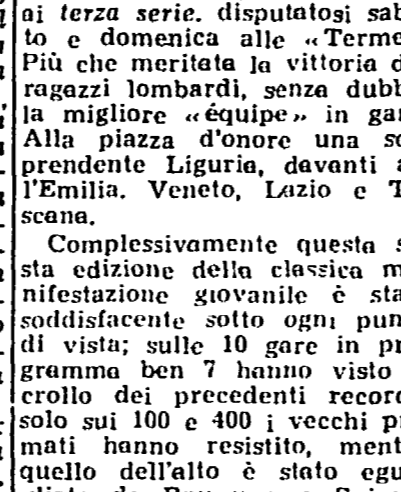 ai terza serie. disputatosi sab
to e domenica alle «Terme
Più che meritata la vittoria d
ragazzi lombardi, senza dubb
la migliore «équipe» in gar
Alla piazza d'onore una so
prendente Liguria, davanti a
l'Emilia. Veneto, Lazio e T
scana.
Complessivamente questa s
sta edizione della classica m
nifestazione giovanile è sta
soddisfacente sotto ogni pun
di vista; sulle 10 gare in pr
gramma ben 7 hanno visto
crollo dei precedenti record
solo sui 100 e 400 i vecchi pr
mati hanno resistito, ment
quello dell'alto è stato egu